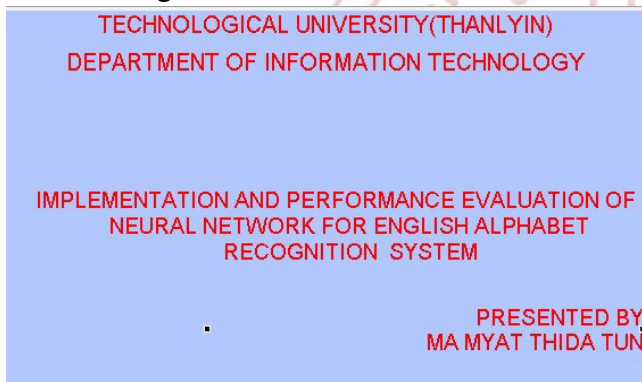 TECHNOLOGICAL UNIVERSITY(THANLYIN)
DEPARTMENT OF INFORMATION TECHNOLOGY
IMPLEMENTATION AND PERFORMANCE EVALUATION OF
NEURAL NETWORK FOR ENGLISH ALPHABET
RECOGNITION SYSTEM
PRESENTED BY
MA MYAT THIDA TUN